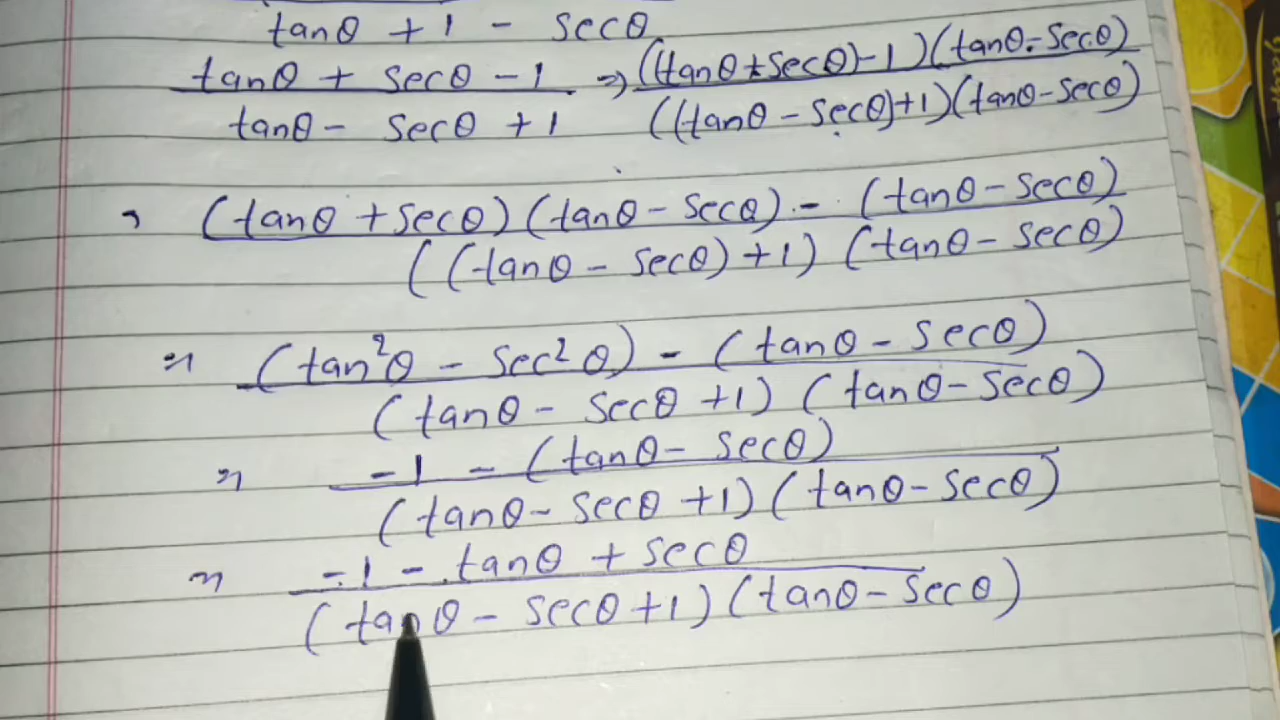 tanθ + 1 - secθ
tanθ + secθ - 1 ⇒ ((tanθ + secθ) - 1)(tanθ - secθ)
tanθ - secθ + 1 ((tanθ - secθ) + 1)(tanθ - secθ)
(tanθ + secθ)(tanθ - secθ) - (tanθ - secθ)
((tanθ - secθ) + 1) (tanθ - secθ)
⇒ (tan²θ - sec²θ) - (tanθ - secθ)
(tanθ - secθ + 1) (tanθ - secθ)
⇒ -1 - (tanθ - secθ)
(tanθ - secθ + 1)(tanθ - secθ)
⇒ -1 - tanθ + secθ
(tanθ - secθ + 1)(tanθ - secθ)